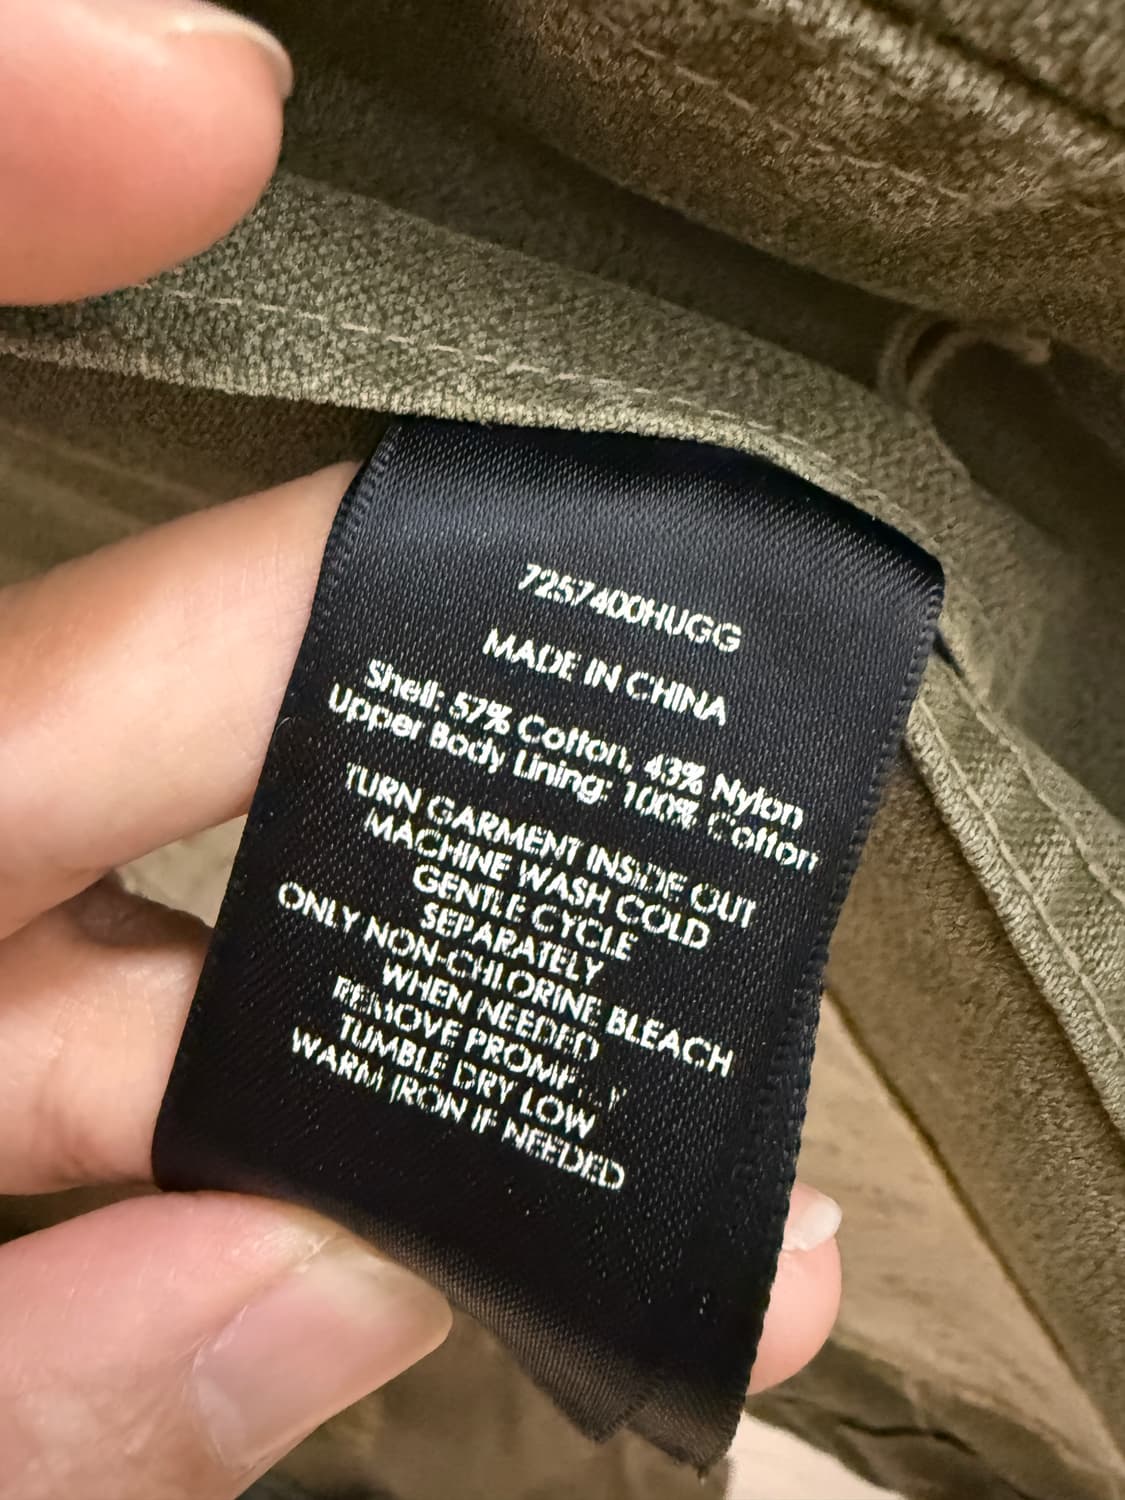 7257400HUGG
MADE IN CHINA
Shell: 57% Cotton, 43% Nylon
Upper Body Lining: 100% Cotton
TURN GARMENT INSIDE OUT
MACHINE WASH COLD
GENTLE CYCLE
SEPARATELY
ONLY NON-CHLORINE BLEACH
WHEN NEEDED
REMOVE PROMPTLY
TUMBLE DRY LOW
WARM IRON IF NEEDED